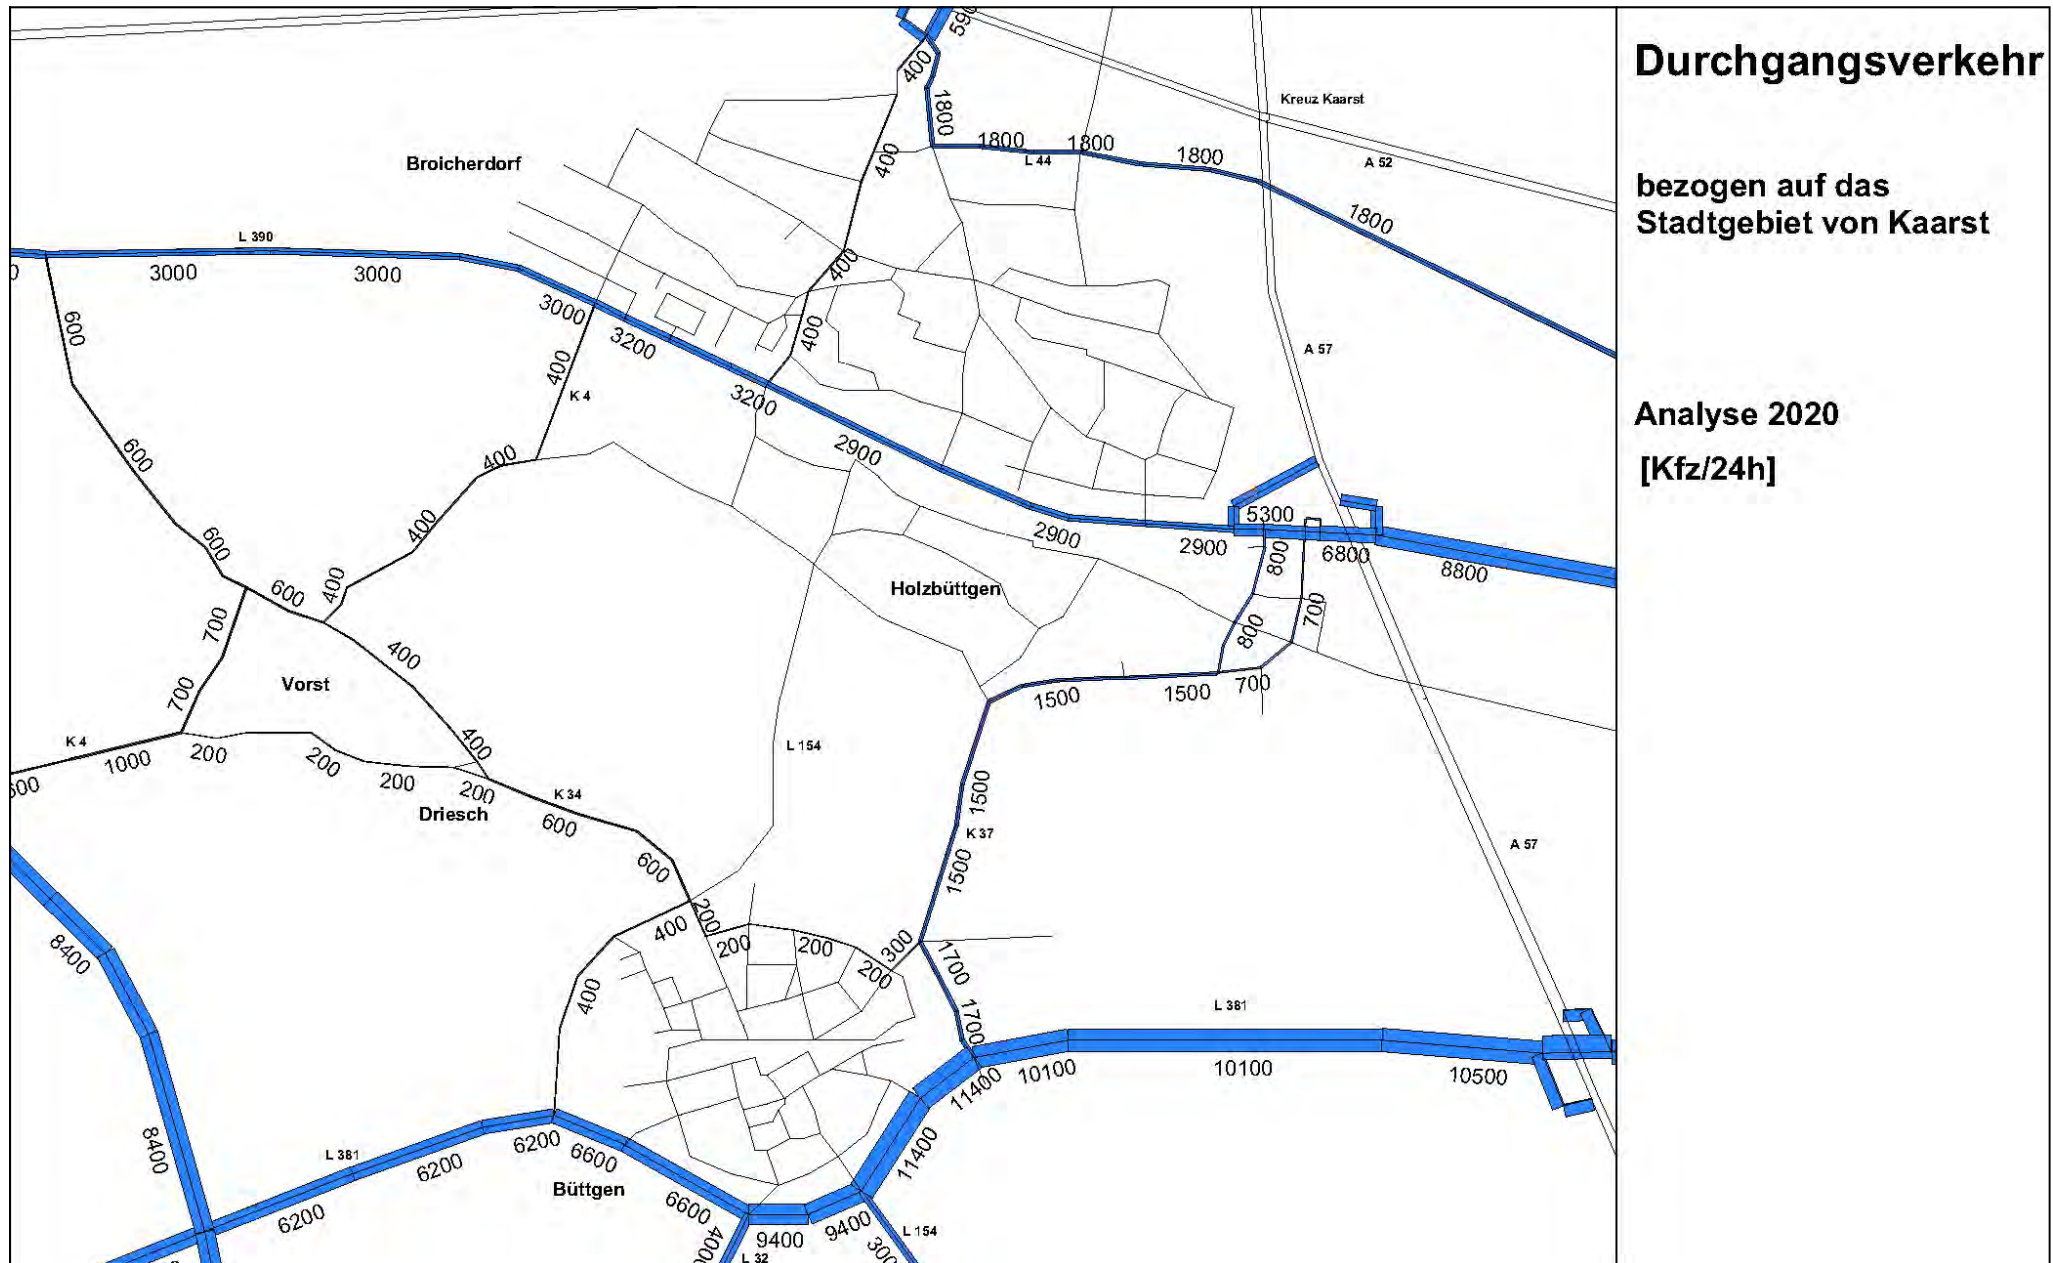 Durchgangsverkehr
bezogen auf das
Stadtgebiet von Kaarst
Analyse 2020
[Kfz/24h]
400
1800
Kreuz Kaarst
1800
1800
1800
L 44
A 52
Broicherdorf
400
1800
L 390
3000
3000
400
3000
3200
400
600
A 57
400
K 4
3200
600
400
2900
5300
600
400
2900
2900
800
6800
8800
600
400
Holzbüttgen
700
800
700
400
Vorst
700
1500
1500
700
K 4
1000
200
200
200
200
400
L 154
K 34
600
Driesch
1500
K 37
A 57
600
1500
200
400
200
200
200
300
1700
8400
400
1700
L 381
11400
10100
10100
10500
8400
L 381
6200
6200
6200
6600
11400
Büttgen
6600
9400
9400
L 154
L 32